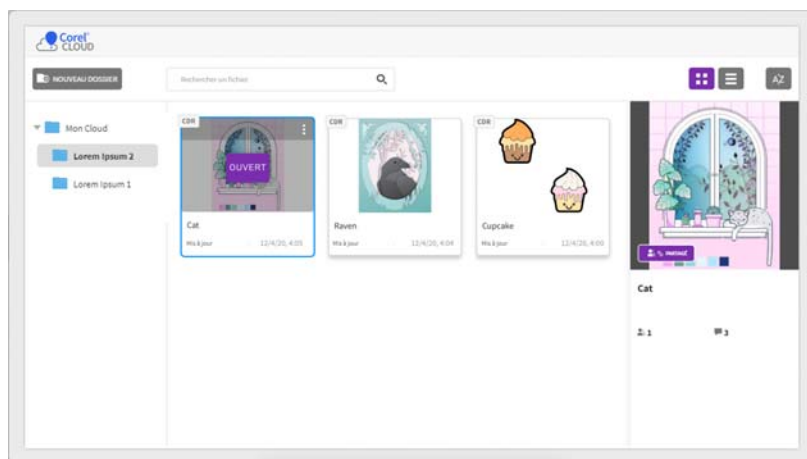 Corel
CLOUD
NOUVEAU DOSSIER
Rechercher un fichier
AZ
Mon Cloud
Lorem Ipsum 2
Lorem Ipsum 1
CDR
OUVERT
Cat
Mis à jour 12/4/20, 4:05
CDR
Raven
Mis à jour 12/4/20, 4:04
CDR
Cupcake
Mis à jour 12/4/20, 4:00
PARTAGÉ
Cat
1
3